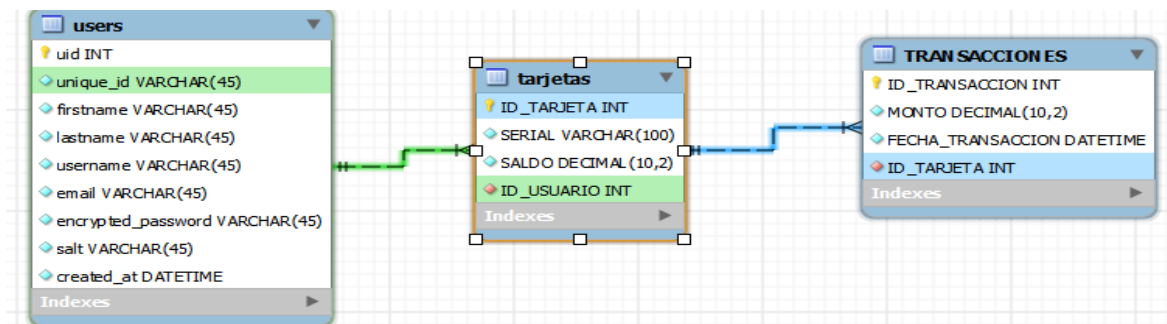 users
uid INT
unique_id VARCHAR(45)
firstname VARCHAR(45)
lastname VARCHAR(45)
username VARCHAR(45)
email VARCHAR(45)
encrypted_password VARCHAR(45)
salt VARCHAR(45)
created_at DATETIME
Indexes
tarjetas
ID_TARJETA INT
SERIAL VARCHAR(100)
SALDO DECIMAL(10,2)
ID_USUARIO INT
Indexes
TRANSACCIONES
ID_TRANSACCION INT
MONTO DECIMAL(10,2)
FECHA_TRANSACCION DATETIME
ID_TARJETA INT
Indexes